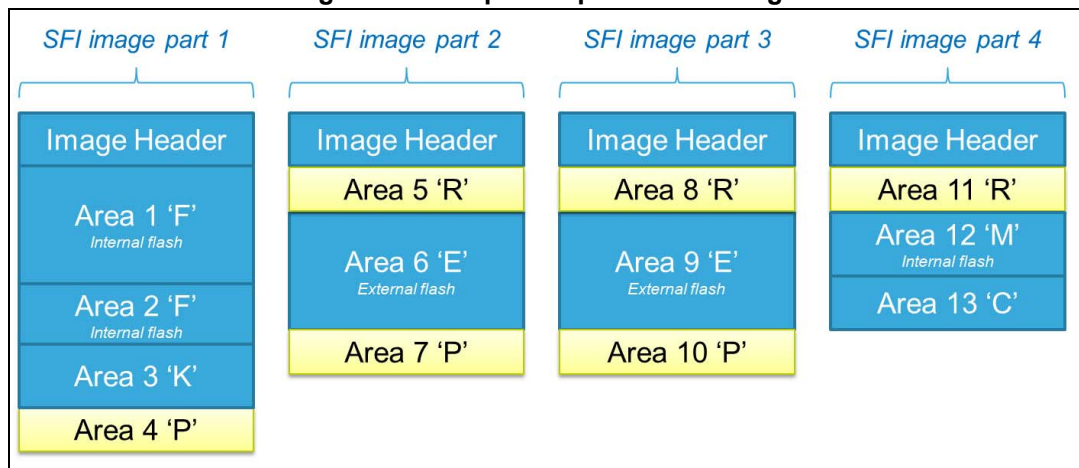 SFI image part 1
Image Header
Area 1 ‘F’
Internal flash
Area 2 ‘F’
Internal flash
Area 3 ‘K’
Area 4 ‘P’
SFI image part 2
Image Header
Area 5 ‘R’
Area 6 ‘E’
External flash
Area 7 ‘P’
SFI image part 3
Image Header
Area 8 ‘R’
Area 9 ‘E’
External flash
Area 10 ‘P’
SFI image part 4
Image Header
Area 11 ‘R’
Area 12 ‘M’
Internal flash
Area 13 ‘C’